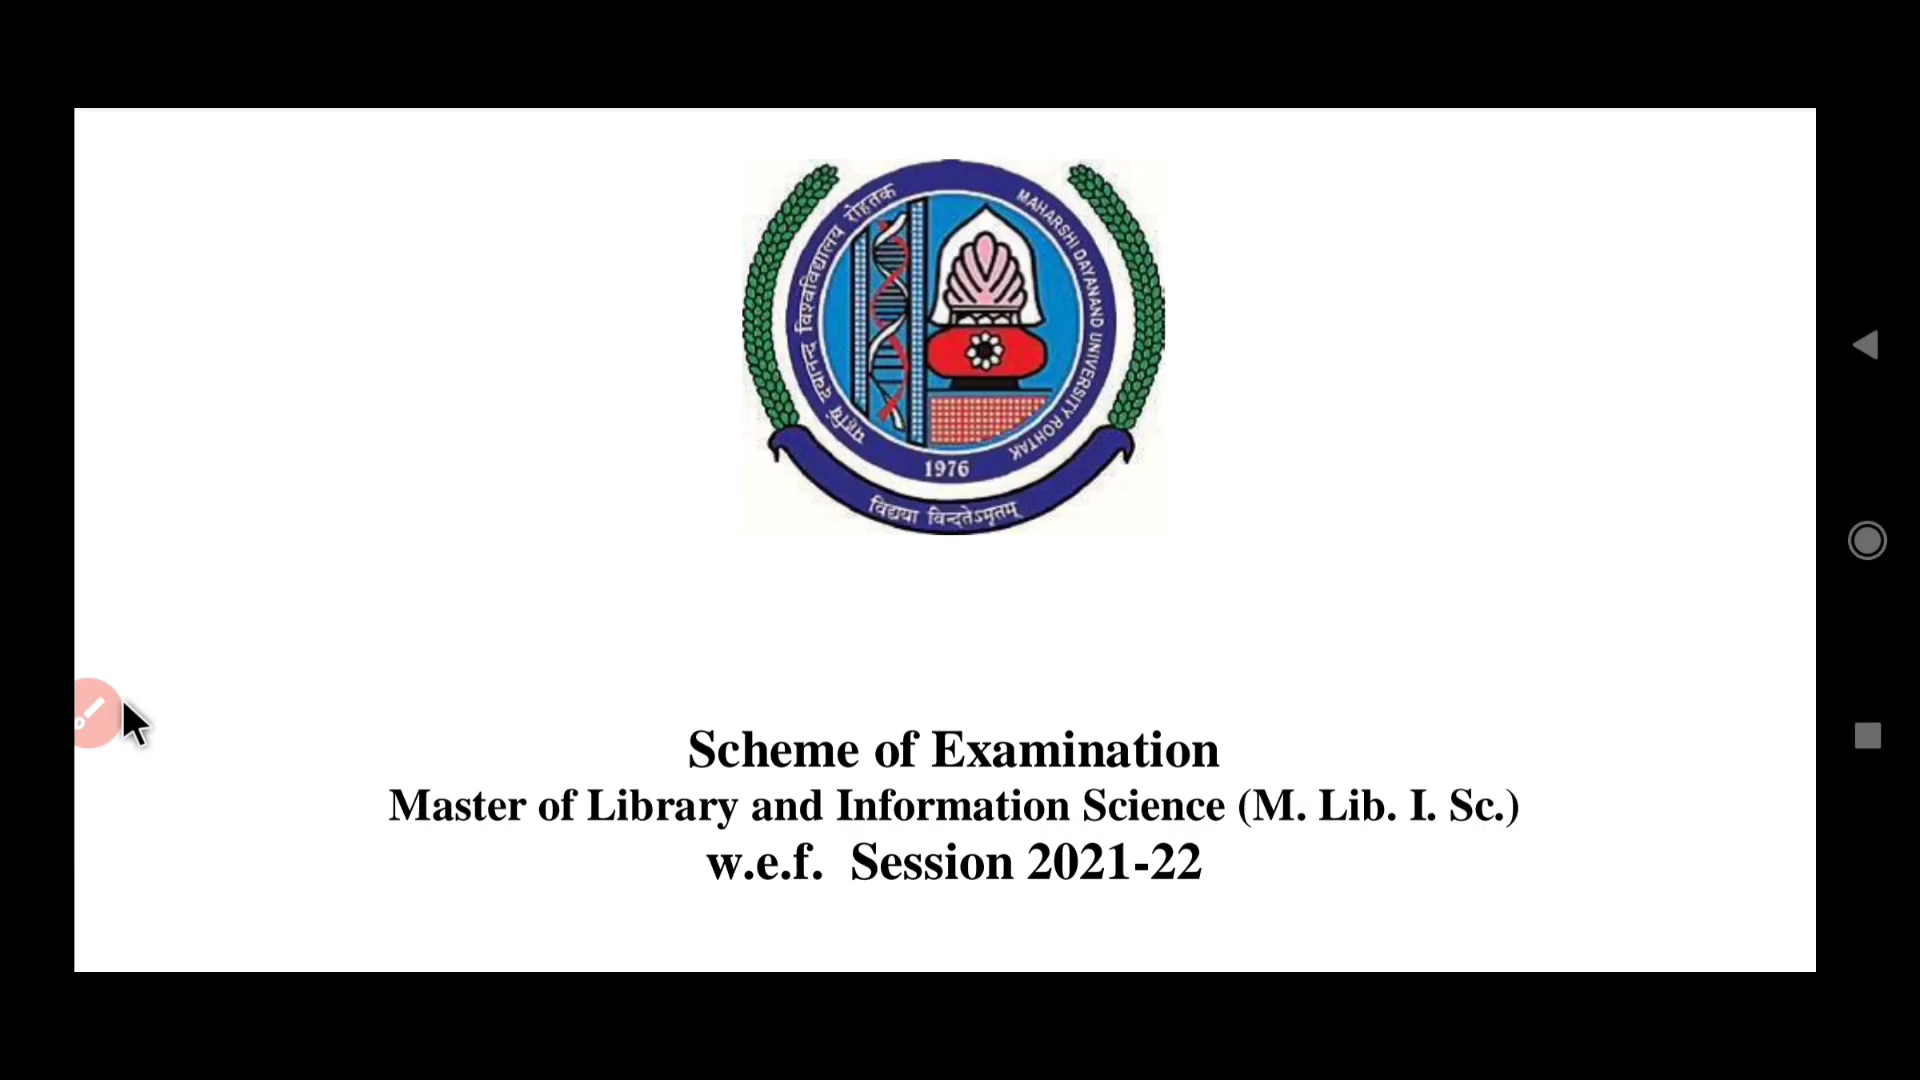 महर्षि दयानन्द विश्वविद्यालय रोहतक
MAHARSHI DAYANAND UNIVERSITY ROHTAK
1976
विद्यया विन्दतेऽमृतम्
Scheme of Examination
Master of Library and Information Science (M. Lib. I. Sc.)
w.e.f. Session 2021-22